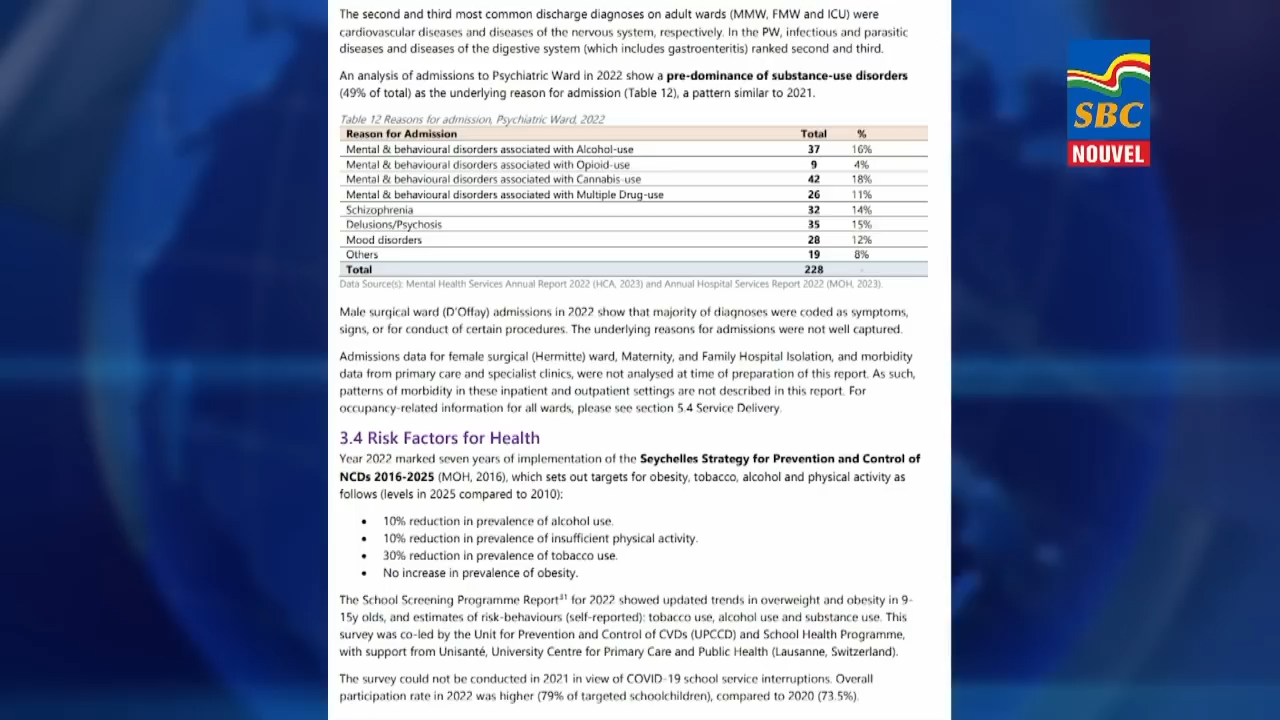 The second and third most common discharge diagnoses on adult wards (MMW, FMW and ICU) were
cardiovascular diseases and diseases of the nervous system, respectively. In the PW, infectious and parasitic
diseases and diseases of the digestive system (which includes gastroenteritis) ranked second and third.
An analysis of admissions to Psychiatric Ward in 2022 show a pre-dominance of substance-use disorders
(49% of total) as the underlying reason for admission (Table 12), a pattern similar to 2021.
Table 12 Reasons for admission, Psychiatric Ward, 2022
Reason for Admission Total %
Mental & behavioural disorders associated with Alcohol-use 37 16%
Mental & behavioural disorders associated with Opioid-use 9 4%
Mental & behavioural disorders associated with Cannabis-use 42 18%
Mental & behavioural disorders associated with Multiple Drug-use 26 11%
Schizophrenia 32 14%
Delusions/Psychosis 35 15%
Mood disorders 28 12%
Others 19 8%
Total 228 -
Data Source(s): Mental Health Services Annual Report 2022 (HCA, 2023) and Annual Hospital Services Report 2022 (MOH, 2023).
Male surgical ward (D'Offay) admissions in 2022 show that majority of diagnoses were coded as symptoms,
signs, or for conduct of certain procedures. The underlying reasons for admissions were not well captured.
Admissions data for female surgical (Hermitte) ward, Maternity, and Family Hospital Isolation, and morbidity
data from primary care and specialist clinics, were not analysed at time of preparation of this report. As such,
patterns of morbidity in these inpatient and outpatient settings are not described in this report. For
occupancy-related information for all wards, please see section 5.4 Service Delivery.
3.4 Risk Factors for Health
Year 2022 marked seven years of implementation of the Seychelles Strategy for Prevention and Control of
NCDs 2016-2025 (MOH, 2016), which sets out targets for obesity, tobacco, alcohol and physical activity as
follows (levels in 2025 compared to 2010):
• 10% reduction in prevalence of alcohol use.
• 10% reduction in prevalence of insufficient physical activity.
• 30% reduction in prevalence of tobacco use.
• No increase in prevalence of obesity.
The School Screening Programme Report³¹ for 2022 showed updated trends in overweight and obesity in 9-
15y olds, and estimates of risk-behaviours (self-reported): tobacco use, alcohol use and substance use. This
survey was co-led by the Unit for Prevention and Control of CVDs (UPCCD) and School Health Programme,
with support from Unisanté, University Centre for Primary Care and Public Health (Lausanne, Switzerland).
The survey could not be conducted in 2021 in view of COVID-19 school service interruptions. Overall
participation rate in 2022 was higher (79% of targeted schoolchildren), compared to 2020 (73.5%).
SBC
NOUVEL